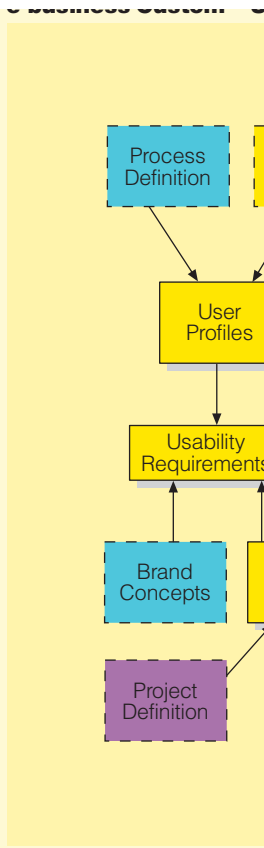 Process
Definition
User
Profiles
Usability
Requirements
Brand
Concepts
Project
Definition